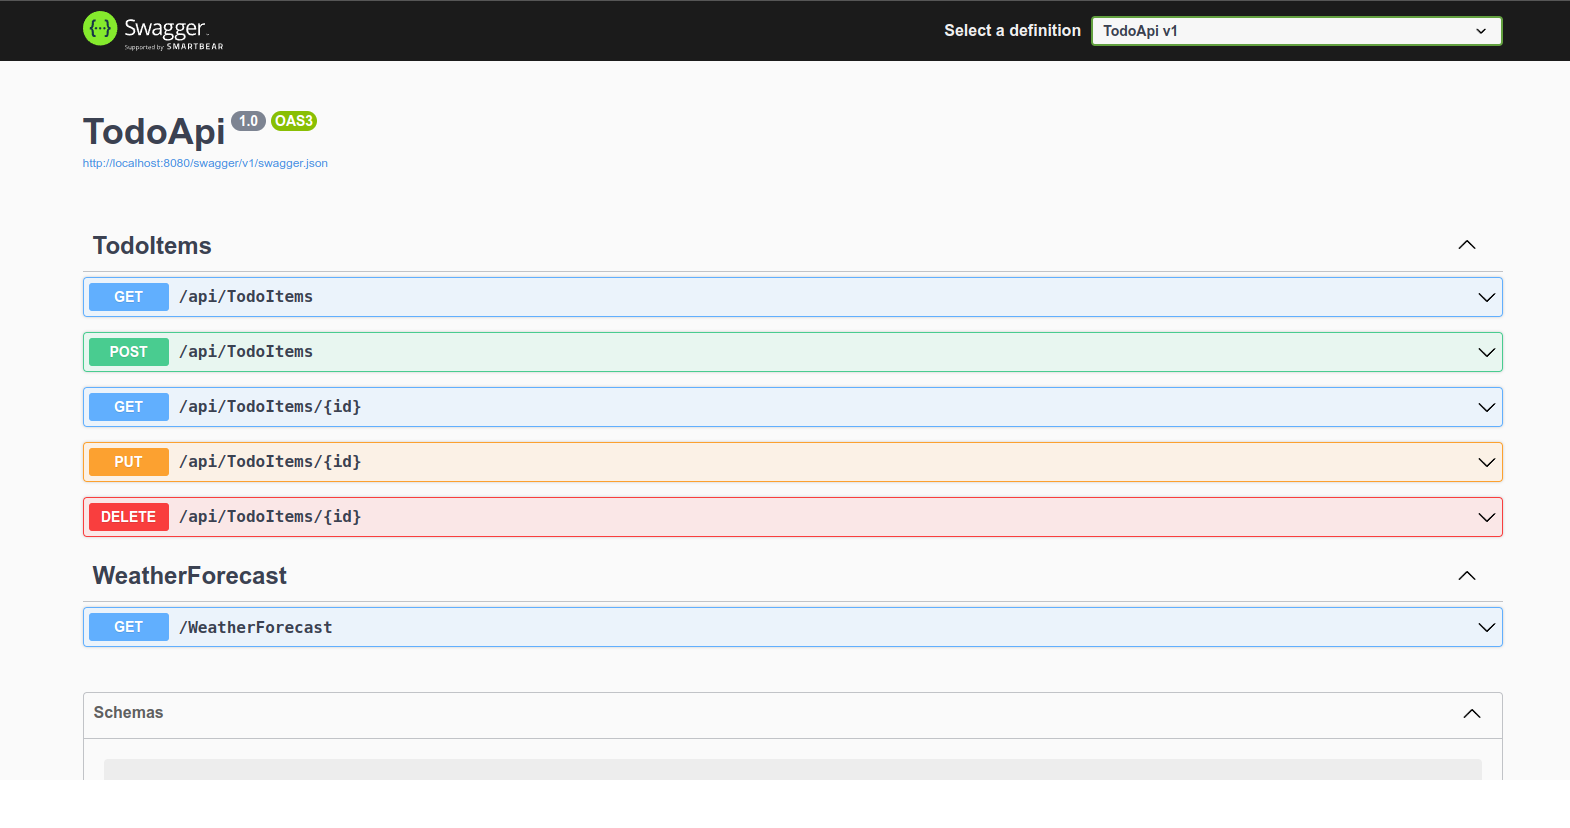 {···} Swagger.
Supported by SMARTBEAR
Select a definition
TodoApi v1
TodoApi 1.0 OAS3
http://localhost:8080/swagger/v1/swagger.json
TodoItems
GET /api/TodoItems
POST /api/TodoItems
GET /api/TodoItems/{id}
PUT /api/TodoItems/{id}
DELETE /api/TodoItems/{id}
WeatherForecast
GET /WeatherForecast
Schemas